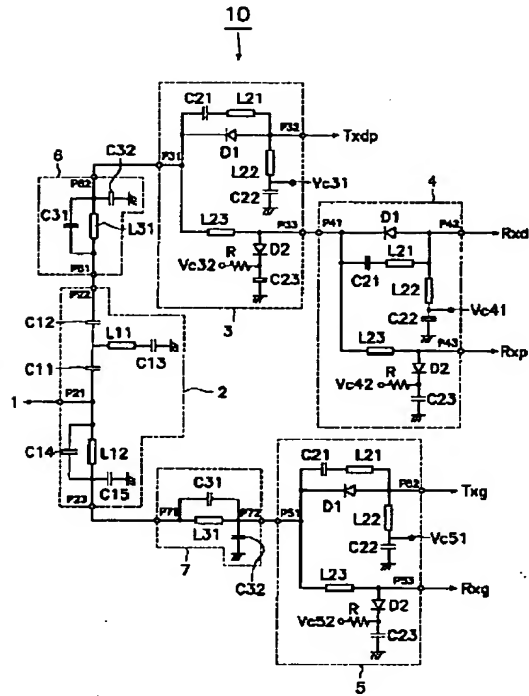 10
C21 L21
C32 P31 P32 Txdp
6 P62 D1
L22
C31 C22 Vc31 4
L31 L23 P33 P41 D1 P42 Rxd
P61 R D2 C21 L21
P22 Vc32 C23 L22
C12 3 C22 Vc41
L11 C13 L23 P43 Rxp
C11 2 R D2
1 P21 Vc42 C23
C14 L12 C21 L21
C15 P52 Txg
P23 C31 D1
P71 P72 P51 L22
L31 C22 Vc51
7 C32 L23 P53 Rxg
R D2
Vc52 C23
5